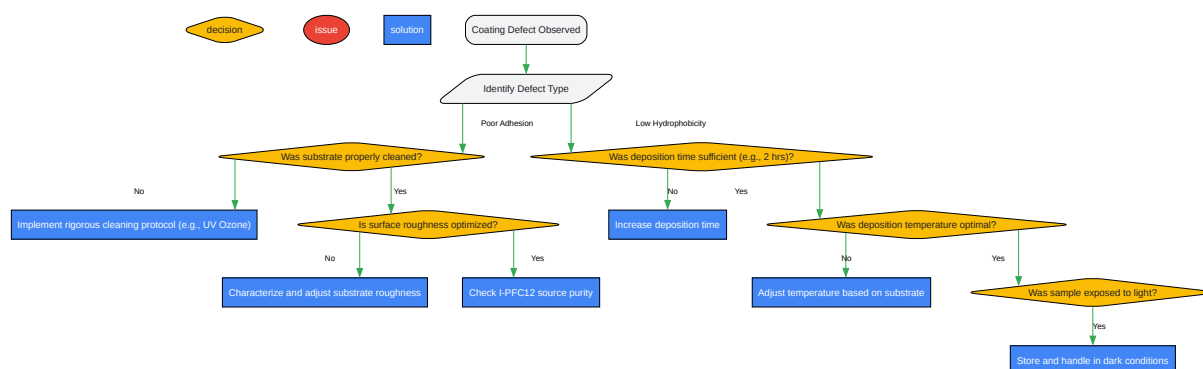 decision
issue
solution
Coating Defect Observed
Identify Defect Type
Poor Adhesion
Low Hydrophobicity
Was substrate properly cleaned?
Was deposition time sufficient (e.g., 2 hrs)?
No
Yes
No
Yes
Implement rigorous cleaning protocol (e.g., UV Ozone)
Is surface roughness optimized?
Increase deposition time
Was deposition temperature optimal?
No
Yes
No
Yes
Characterize and adjust substrate roughness
Check I-PFC12 source purity
Adjust temperature based on substrate
Was sample exposed to light?
Yes
Store and handle in dark conditions